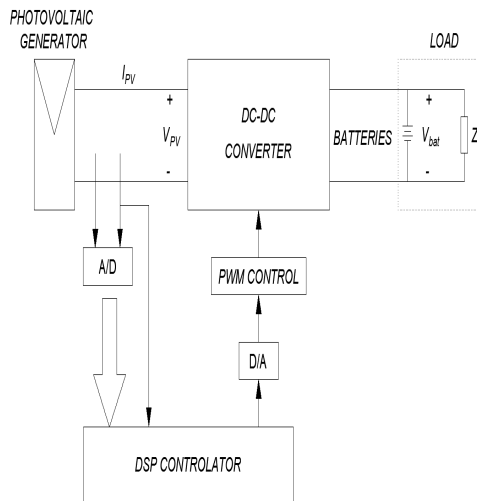 PHOTOVOLTAIC
GENERATOR
LOAD
I_PV
+
V_PV
-
DC-DC
CONVERTER
BATTERIES
+
V_bat
-
Z
A/D
PWM CONTROL
D/A
DSP CONTROLATOR